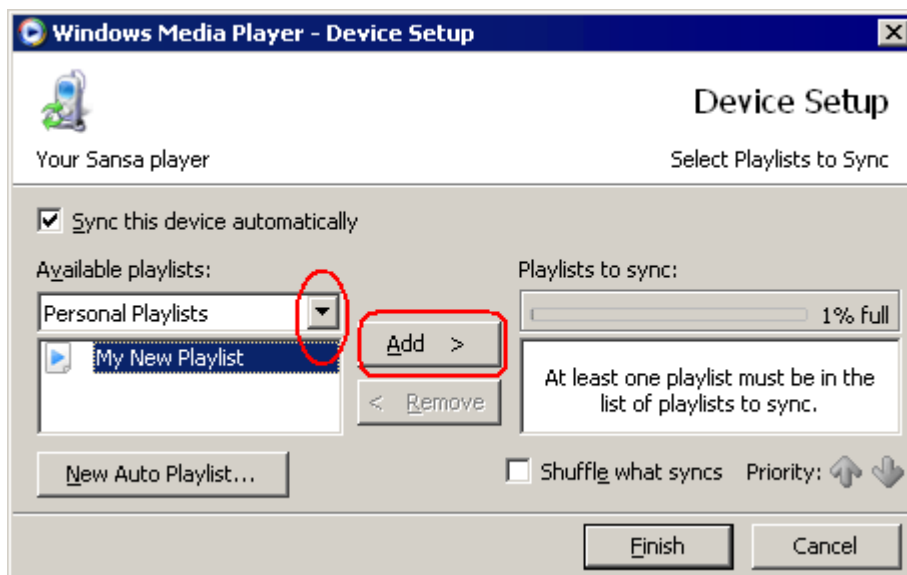 Windows Media Player - Device Setup
Device Setup
Your Sansa player
Select Playlists to Sync
Sync this device automatically
Available playlists:
Personal Playlists
My New Playlist
New Auto Playlist...
Add >
< Remove
Playlists to sync:
1% full
At least one playlist must be in the
list of playlists to sync.
Shuffle what syncs Priority:
Finish Cancel